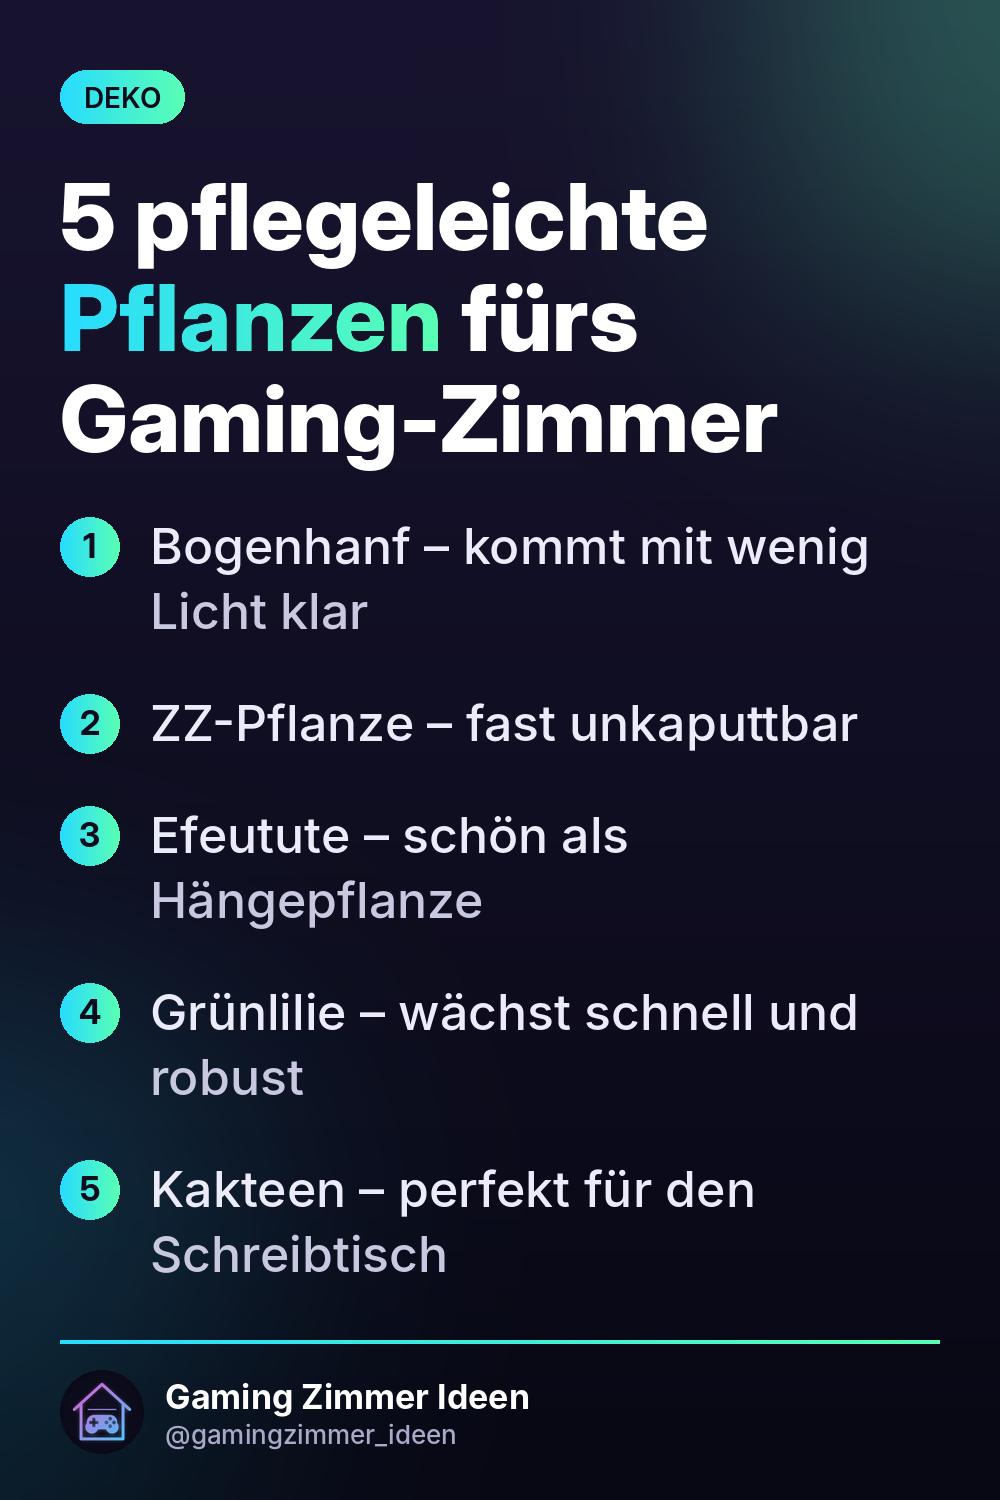 DEKO
5 pflegeleichte
Pflanzen fürs
Gaming-Zimmer
1 Bogenhanf – kommt mit wenig
Licht klar
2 ZZ-Pflanze – fast unkaputtbar
3 Efeutute – schön als
Hängepflanze
4 Grünlilie – wächst schnell und
robust
5 Kakteen – perfekt für den
Schreibtisch
Gaming Zimmer Ideen
@gamingzimmer_ideen